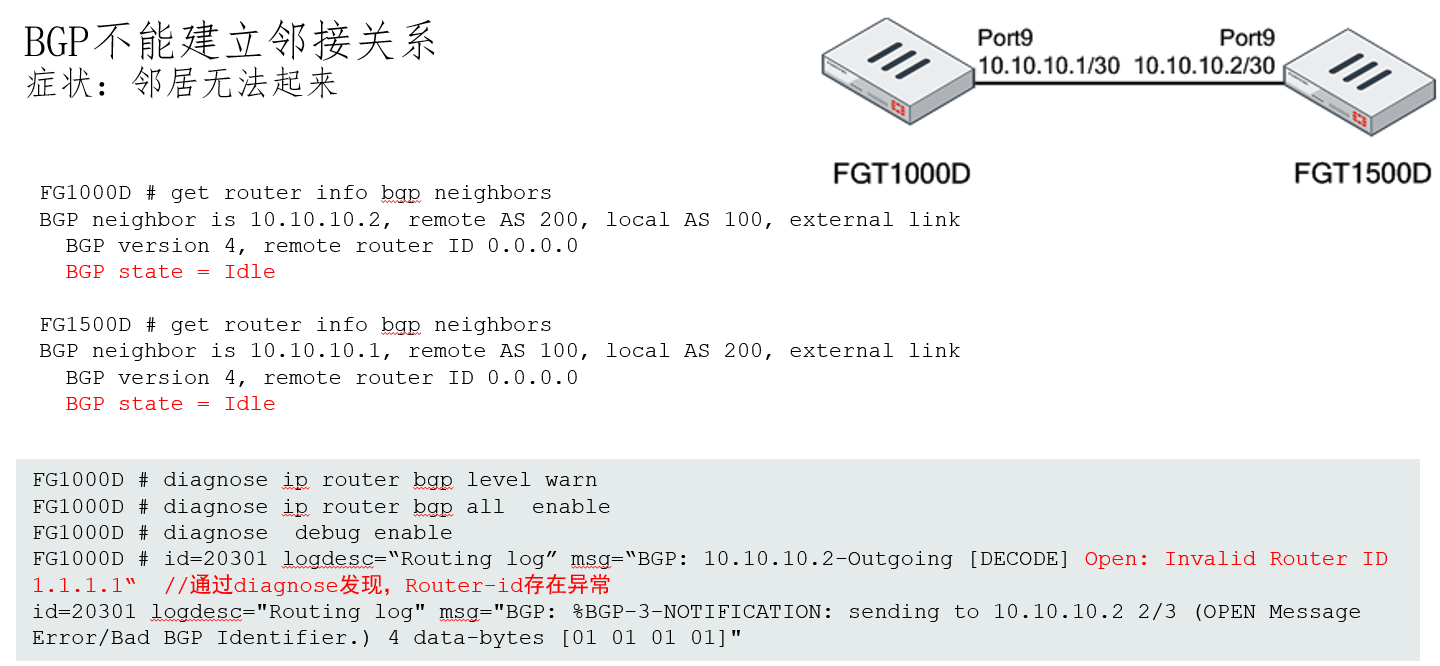 BGP不能建立邻接关系
症状：邻居无法起来
Port9
Port9
10.10.10.1/30
10.10.10.2/30
FGT1000D
FGT1500D
FG1000D # get router info bgp neighbors
BGP neighbor is 10.10.10.2, remote AS 200, local AS 100, external link
BGP version 4, remote router ID 0.0.0.0
BGP state = Idle
FG1500D # get router info bgp neighbors
BGP neighbor is 10.10.10.1, remote AS 100, local AS 200, external link
BGP version 4, remote router ID 0.0.0.0
BGP state = Idle
FG1000D # diagnose ip router bgp level warn
FG1000D # diagnose ip router bgp all  enable
FG1000D # diagnose  debug enable
FG1000D # id=20301 logdesc=“Routing log” msg=“BGP: 10.10.10.2-Outgoing [DECODE] Open: Invalid Router ID
1.1.1.1“  //通过diagnose发现，Router-id存在异常
id=20301 logdesc="Routing log" msg="BGP: %BGP-3-NOTIFICATION: sending to 10.10.10.2 2/3 (OPEN Message
Error/Bad BGP Identifier.) 4 data-bytes [01 01 01 01]"